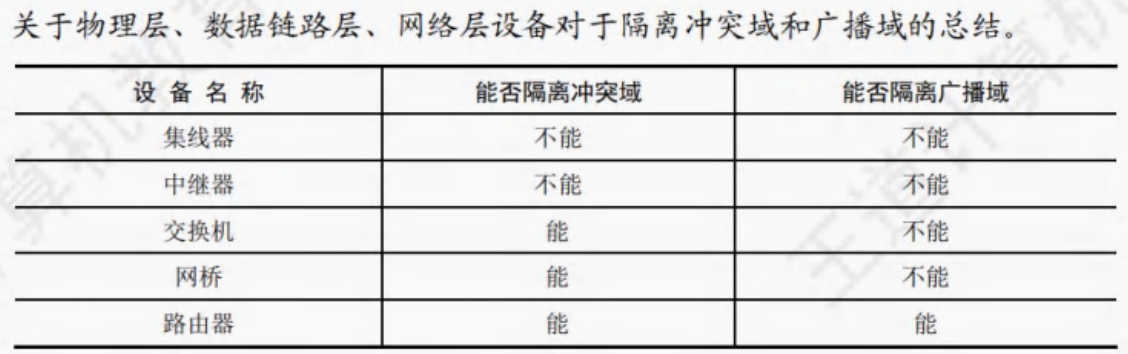 关于物理层、数据链路层、网络层设备对于隔离冲突域和广播域的总结。
设 备 名 称 能否隔离冲突域 能否隔离广播域
集线器 不能 不能
中继器 不能 不能
交换机 能 不能
网桥 能 不能
路由器 能 能